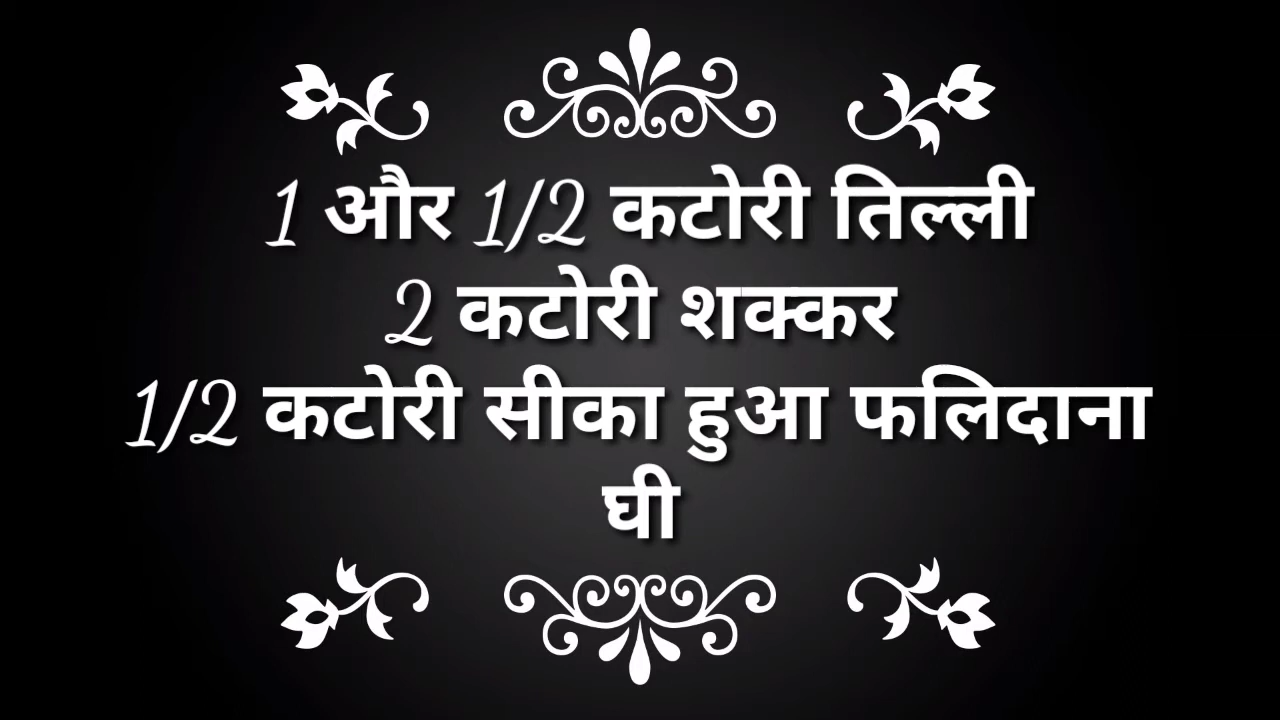 1 और 1/2 कटोरी तिल्ली
2 कटोरी शक्कर
1/2 कटोरी सीका हुआ फलिदाना
घी